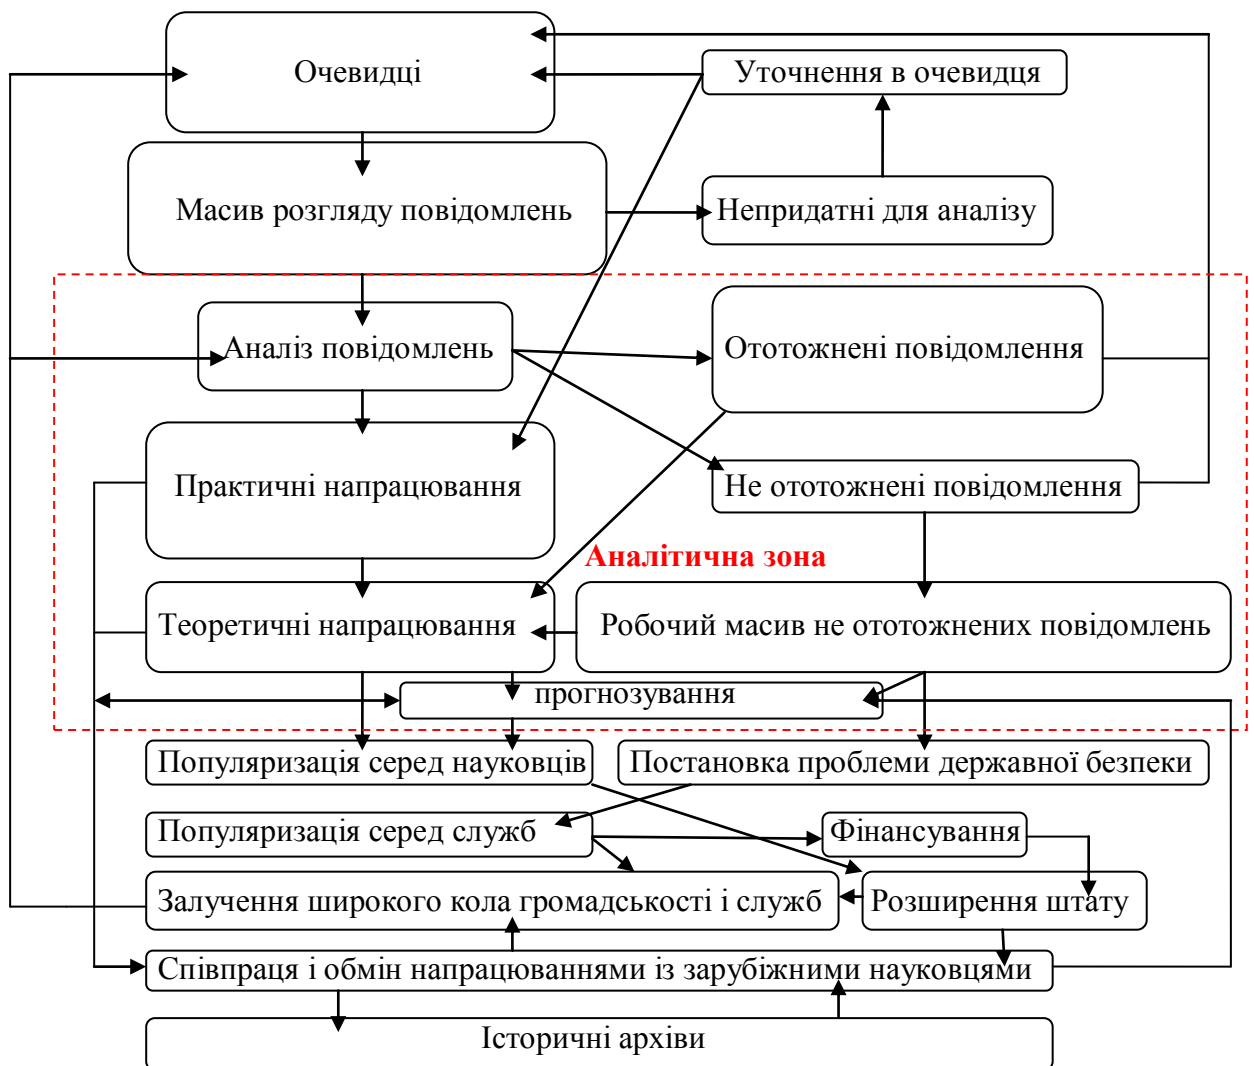 Очевидці
Уточнення в очевидця
Масив розгляду повідомлень
Непридатні для аналізу
Аналіз повідомлень
Ототожнені повідомлення
Практичні напрацювання
Не ототожнені повідомлення
Аналітична зона
Теоретичні напрацювання
Робочий масив не ототожнених повідомлень
прогнозування
Популяризація серед науковців
Постановка проблеми державної безпеки
Популяризація серед служб
Фінансування
Залучення широкого кола громадськості і служб
Розширення штату
Співпраця і обмін напрацюваннями із зарубіжними науковцями
Історичні архіви